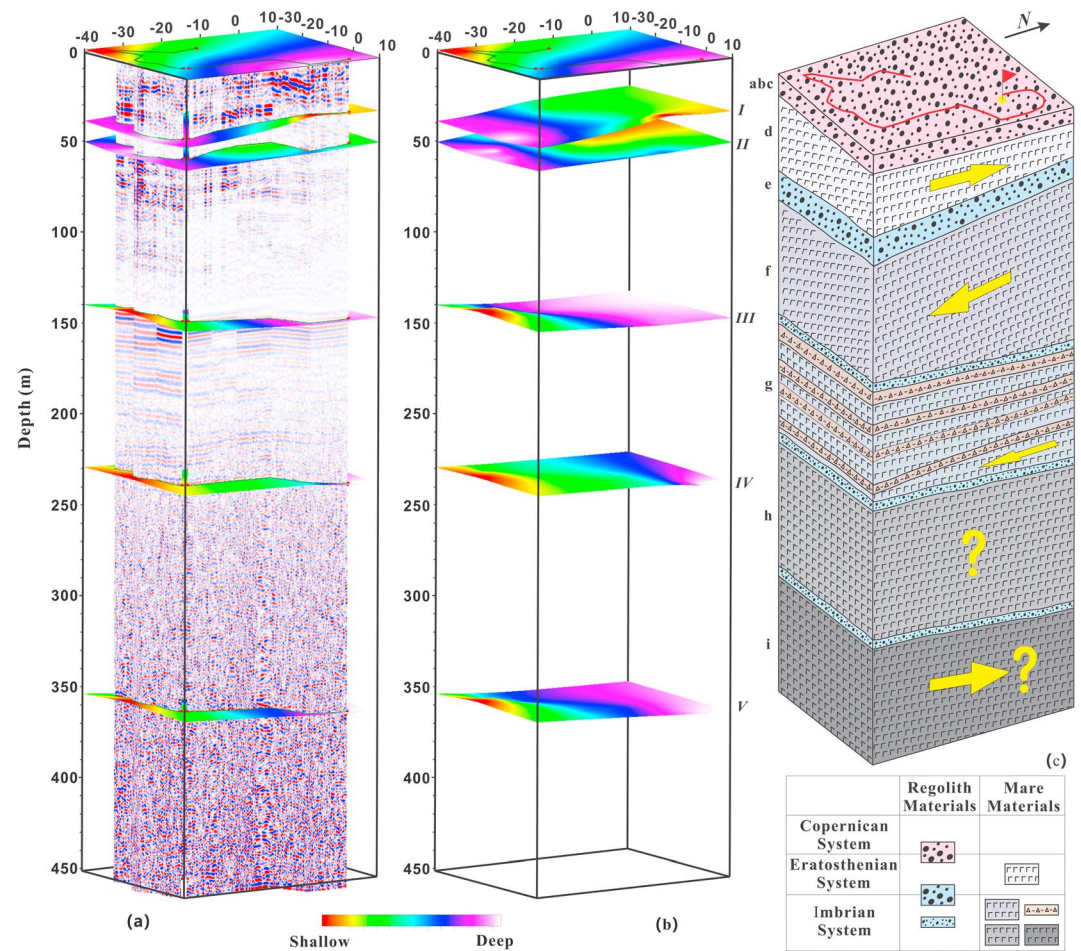 -40 -30 -20 -10 0 10 -30 -20 -10 0 10
-40 -30 -20 -10 0 10 -30 -20 -10 0 10
N
0
50
100
150
200
250
300
350
400
450
Depth (m)
0
50
100
150
200
250
300
350
400
450
I
II
III
IV
V
abc
d
e
f
g
h
i
?
?
(a)
(b)
(c)
Shallow
Deep
Regolith Mare
Materials Materials
Copernican
System
Eratosthenian
System
Imbrian
System